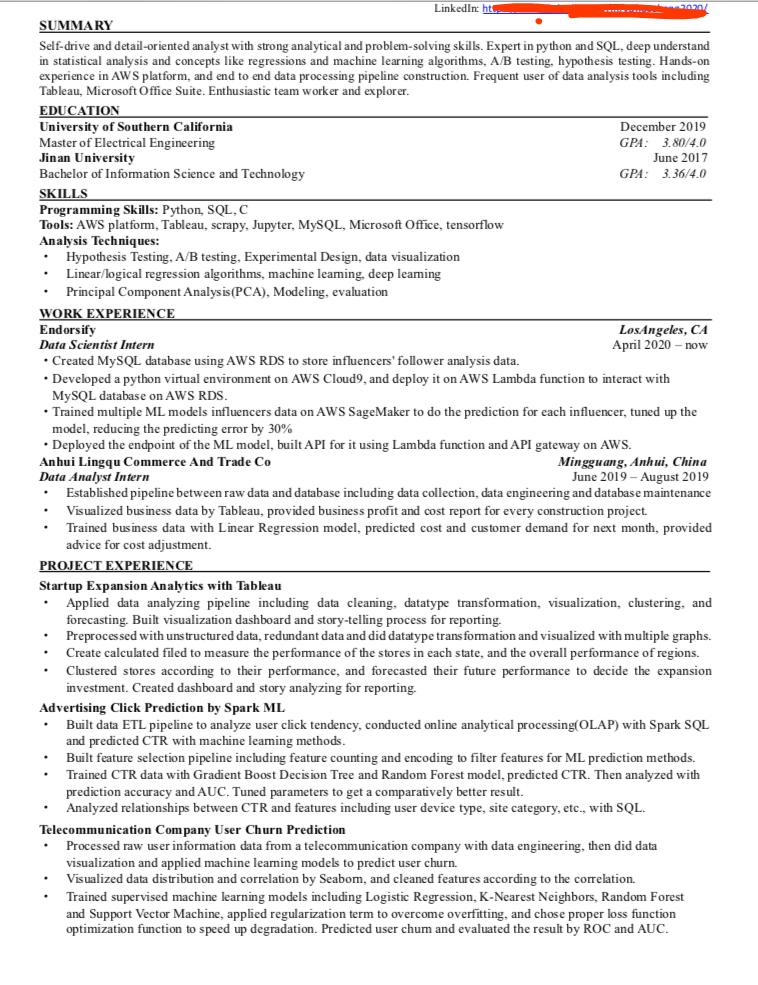 LinkedIn:
SUMMARY
Self-drive and detail-oriented analyst with strong analytical and problem-solving skills. Expert in python and SQL, deep understand
in statistical analysis and concepts like regressions and machine learning algorithms, A/B testing, hypothesis testing. Hands-on
experience in AWS platform, and end to end data processing pipeline construction. Frequent user of data analysis tools including
Tableau, Microsoft Office Suite. Enthusiastic team worker and explorer.
EDUCATION
University of Southern California December 2019
Master of Electrical Engineering GPA: 3.80/4.0
Jinan University June 2017
Bachelor of Information Science and Technology GPA: 3.36/4.0
SKILLS
Programming Skills: Python, SQL, C
Tools: AWS platform, Tableau, scrapy, Jupyter, MySQL, Microsoft Office, tensorflow
Analysis Techniques:
• Hypothesis Testing, A/B testing, Experimental Design, data visualization
• Linear/logical regression algorithms, machine learning, deep learning
• Principal Component Analysis(PCA), Modeling, evaluation
WORK EXPERIENCE
Endorsify LosAngeles, CA
Data Scientist Intern April 2020 – now
• Created MySQL database using AWS RDS to store influencers' follower analysis data.
• Developed a python virtual environment on AWS Cloud9, and deploy it on AWS Lambda function to interact with
MySQL database on AWS RDS.
• Trained multiple ML models influencers data on AWS SageMaker to do the prediction for each influencer, tuned up the
model, reducing the predicting error by 30%
• Deployed the endpoint of the ML model, built API for it using Lambda function and API gateway on AWS.
Anhui Lingqu Commerce And Trade Co Mingguang, Anhui, China
Data Analyst Intern June 2019 – August 2019
• Established pipeline between raw data and database including data collection, data engineering and database maintenance
• Visualized business data by Tableau, provided business profit and cost report for every construction project.
• Trained business data with Linear Regression model, predicted cost and customer demand for next month, provided
advice for cost adjustment.
PROJECT EXPERIENCE
Startup Expansion Analytics with Tableau
• Applied data analyzing pipeline including data cleaning, datatype transformation, visualization, clustering, and
forecasting. Built visualization dashboard and story-telling process for reporting.
• Preprocessed with unstructured data, redundant data and did datatype transformation and visualized with multiple graphs.
• Create calculated filed to measure the performance of the stores in each state, and the overall performance of regions.
• Clustered stores according to their performance, and forecasted their future performance to decide the expansion
investment. Created dashboard and story analyzing for reporting.
Advertising Click Prediction by Spark ML
• Built data ETL pipeline to analyze user click tendency, conducted online analytical processing(OLAP) with Spark SQL
and predicted CTR with machine learning methods.
• Built feature selection pipeline including feature counting and encoding to filter features for ML prediction methods.
• Trained CTR data with Gradient Boost Decision Tree and Random Forest model, predicted CTR. Then analyzed with
prediction accuracy and AUC. Tuned parameters to get a comparatively better result.
• Analyzed relationships between CTR and features including user device type, site category, etc., with SQL.
Telecommunication Company User Churn Prediction
• Processed raw user information data from a telecommunication company with data engineering, then did data
visualization and applied machine learning models to predict user churn.
• Visualized data distribution and correlation by Seaborn, and cleaned features according to the correlation.
• Trained supervised machine learning models including Logistic Regression, K-Nearest Neighbors, Random Forest
and Support Vector Machine, applied regularization term to overcome overfitting, and chose proper loss function
optimization function to speed up degradation. Predicted user churn and evaluated the result by ROC and AUC.